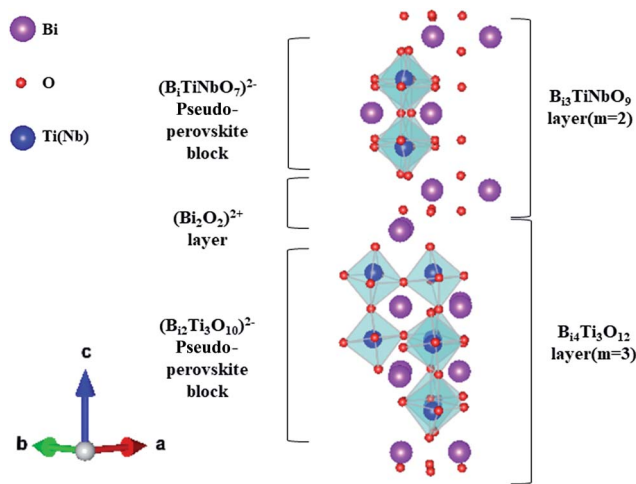 Bi
O
Ti(Nb)
(BiTiNbO7)2-
Pseudo-
perovskite
block
(Bi2O2)2+
layer
(Bi2Ti3O10)2-
Pseudo-
perovskite
block
Bi3TiNbO9
layer(m=2)
Bi4Ti3O12
layer(m=3)
c
b
a